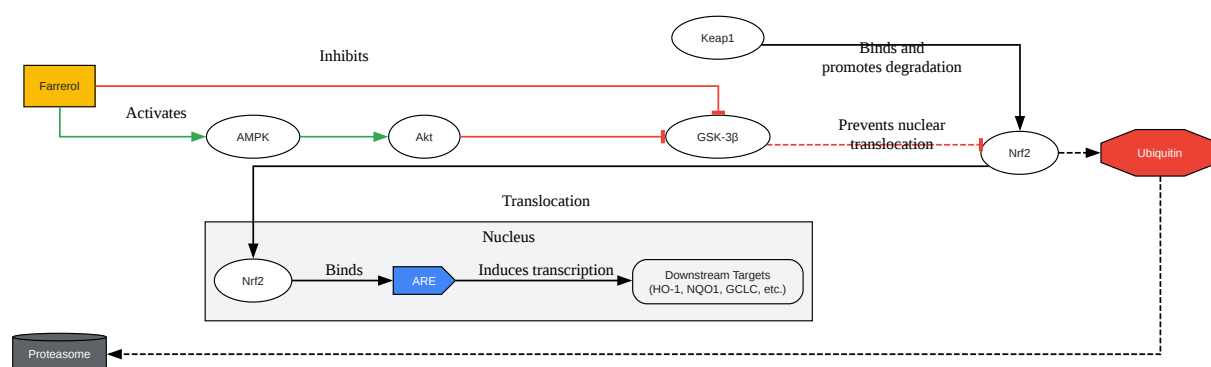 Keap1
Binds and
promotes degradation
Inhibits
Farrerol
Activates
AMPK
Akt
GSK-3β
Prevents nuclear
translocation
Nrf2
Ubiquitin
Translocation
Nucleus
Nrf2
Binds
ARE
Induces transcription
Downstream Targets
(HO-1, NQO1, GCLC, etc.)
Proteasome